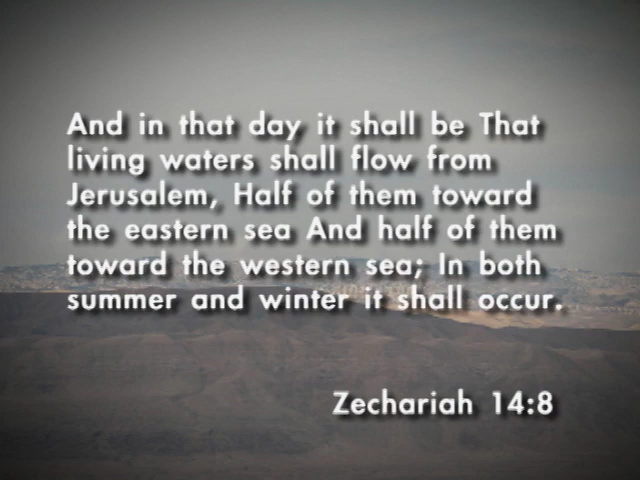 And in that day it shall be That
living waters shall flow from
Jerusalem, Half of them toward
the eastern sea And half of them
toward the western sea; In both
summer and winter it shall occur.
Zechariah 14:8